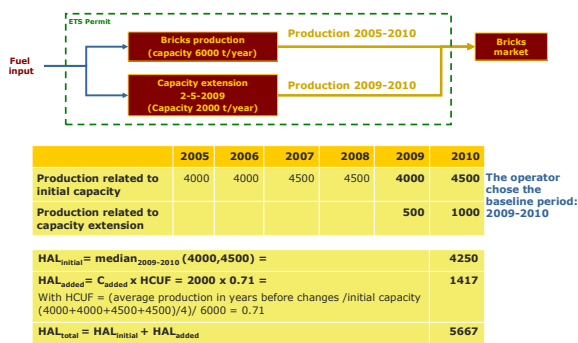 ETS Permit
Bricks production
(capacity 6000 t/year)
Production 2005-2010
Bricks
market
Fuel
input
Capacity extension
2-5-2009
(Capacity 2000 t/year)
Production 2009-2010
2005 2006 2007 2008 2009 2010
Production related to
initial capacity
4000 4000 4500 4500 4000 4500
Production related to
capacity extension
500 1000
The operator
chose the
baseline period:
2009-2010
HALinitial= median2009-2010 (4000,4500) = 4250
HALadded= Cadded x HCUF = 2000 x 0.71 = 1417
With HCUF = (average production in years before changes /initial capacity
(4000+4000+4500+4500)/4)/ 6000 = 0.71
HALtotal = HALinitial + HALadded 5667